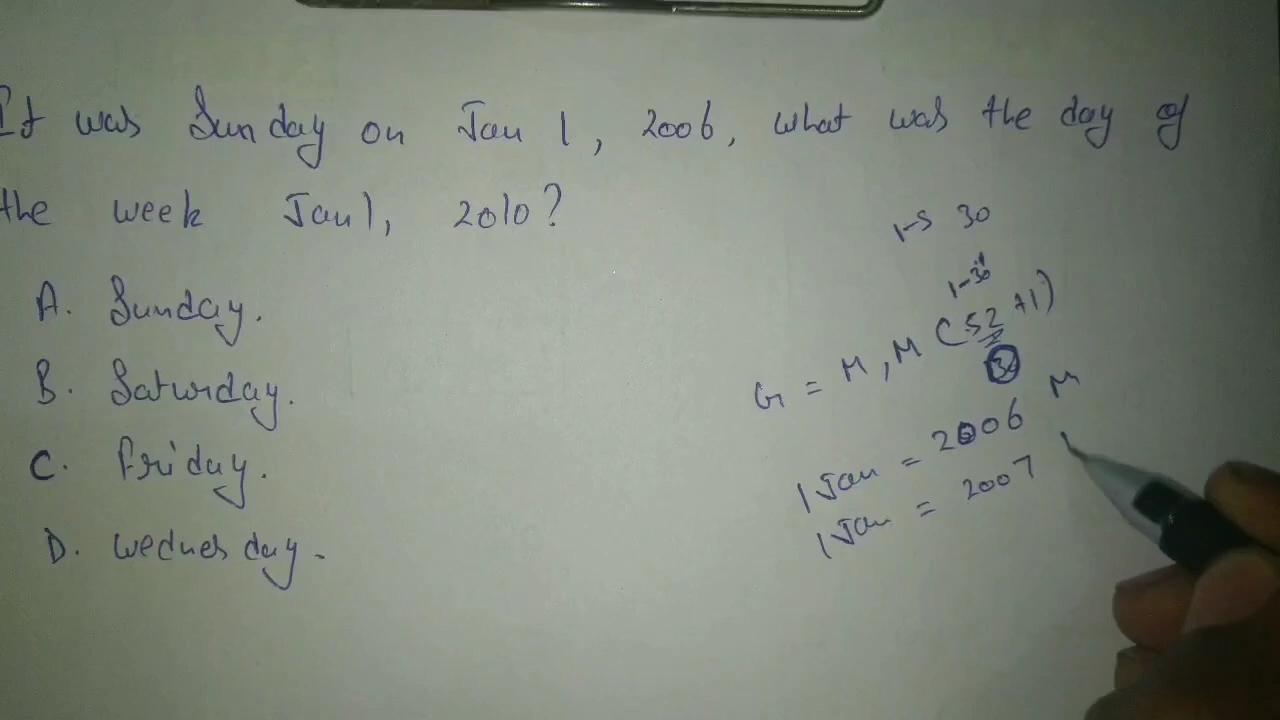 It was Sunday on Jan 1, 2006, what was the day of
the week Jan 1, 2010?
A. Sunday.
B. Saturday.
C. Friday.
D. Wednesday.
1-S 30
1-30
G = M, M (52 +1)
1 Jan = 2006 M
1 Jan = 2007